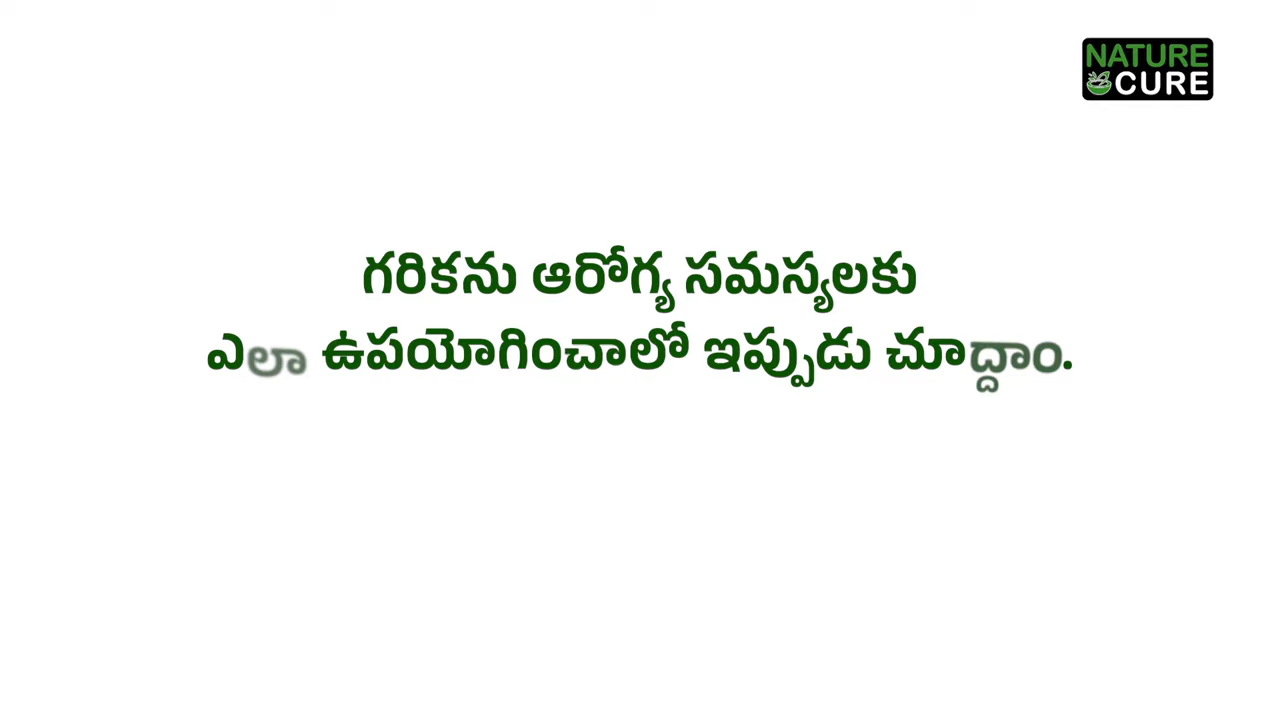 NATURE
CURE
గరికను ఆరోగ్య సమస్యలకు
ఎలా ఉపయోగించాలో ఇప్పుడు చూద్దాం.